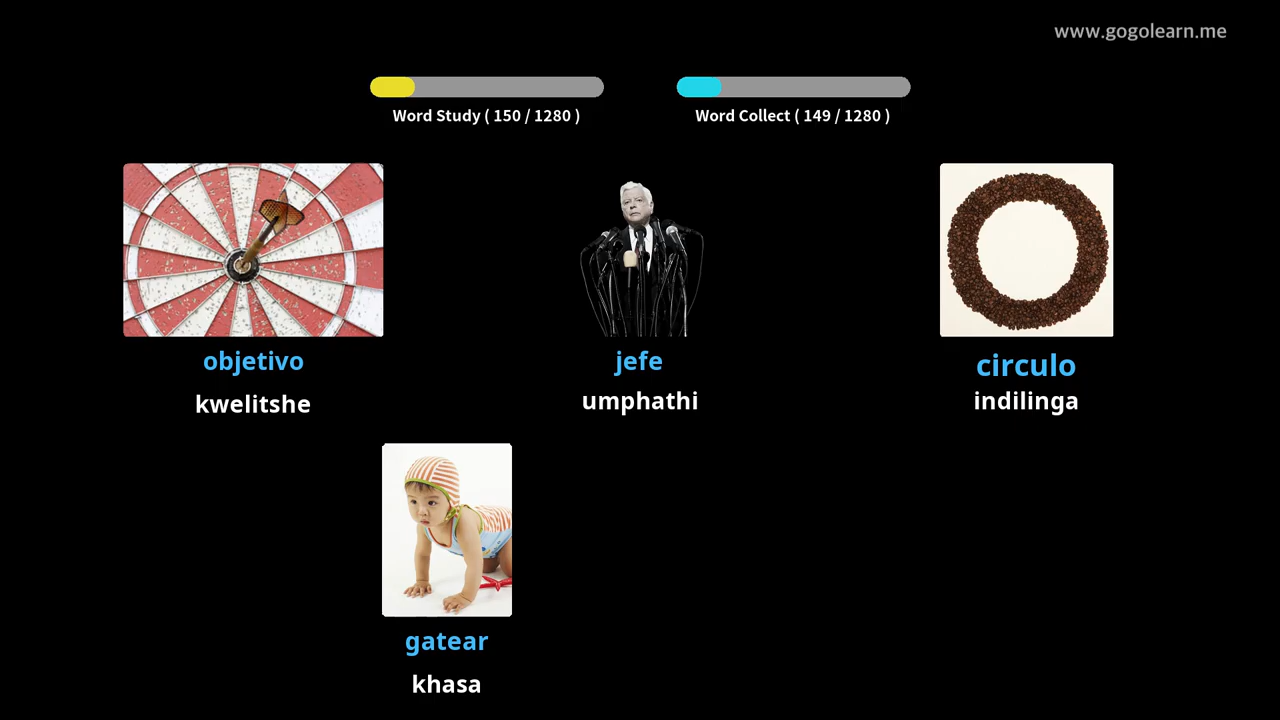 www.gogolearn.me
Word Study ( 150 / 1280 )
Word Collect ( 149 / 1280 )
objetivo
kwelitshe
jefe
umphathi
circulo
indilinga
gatear
khasa